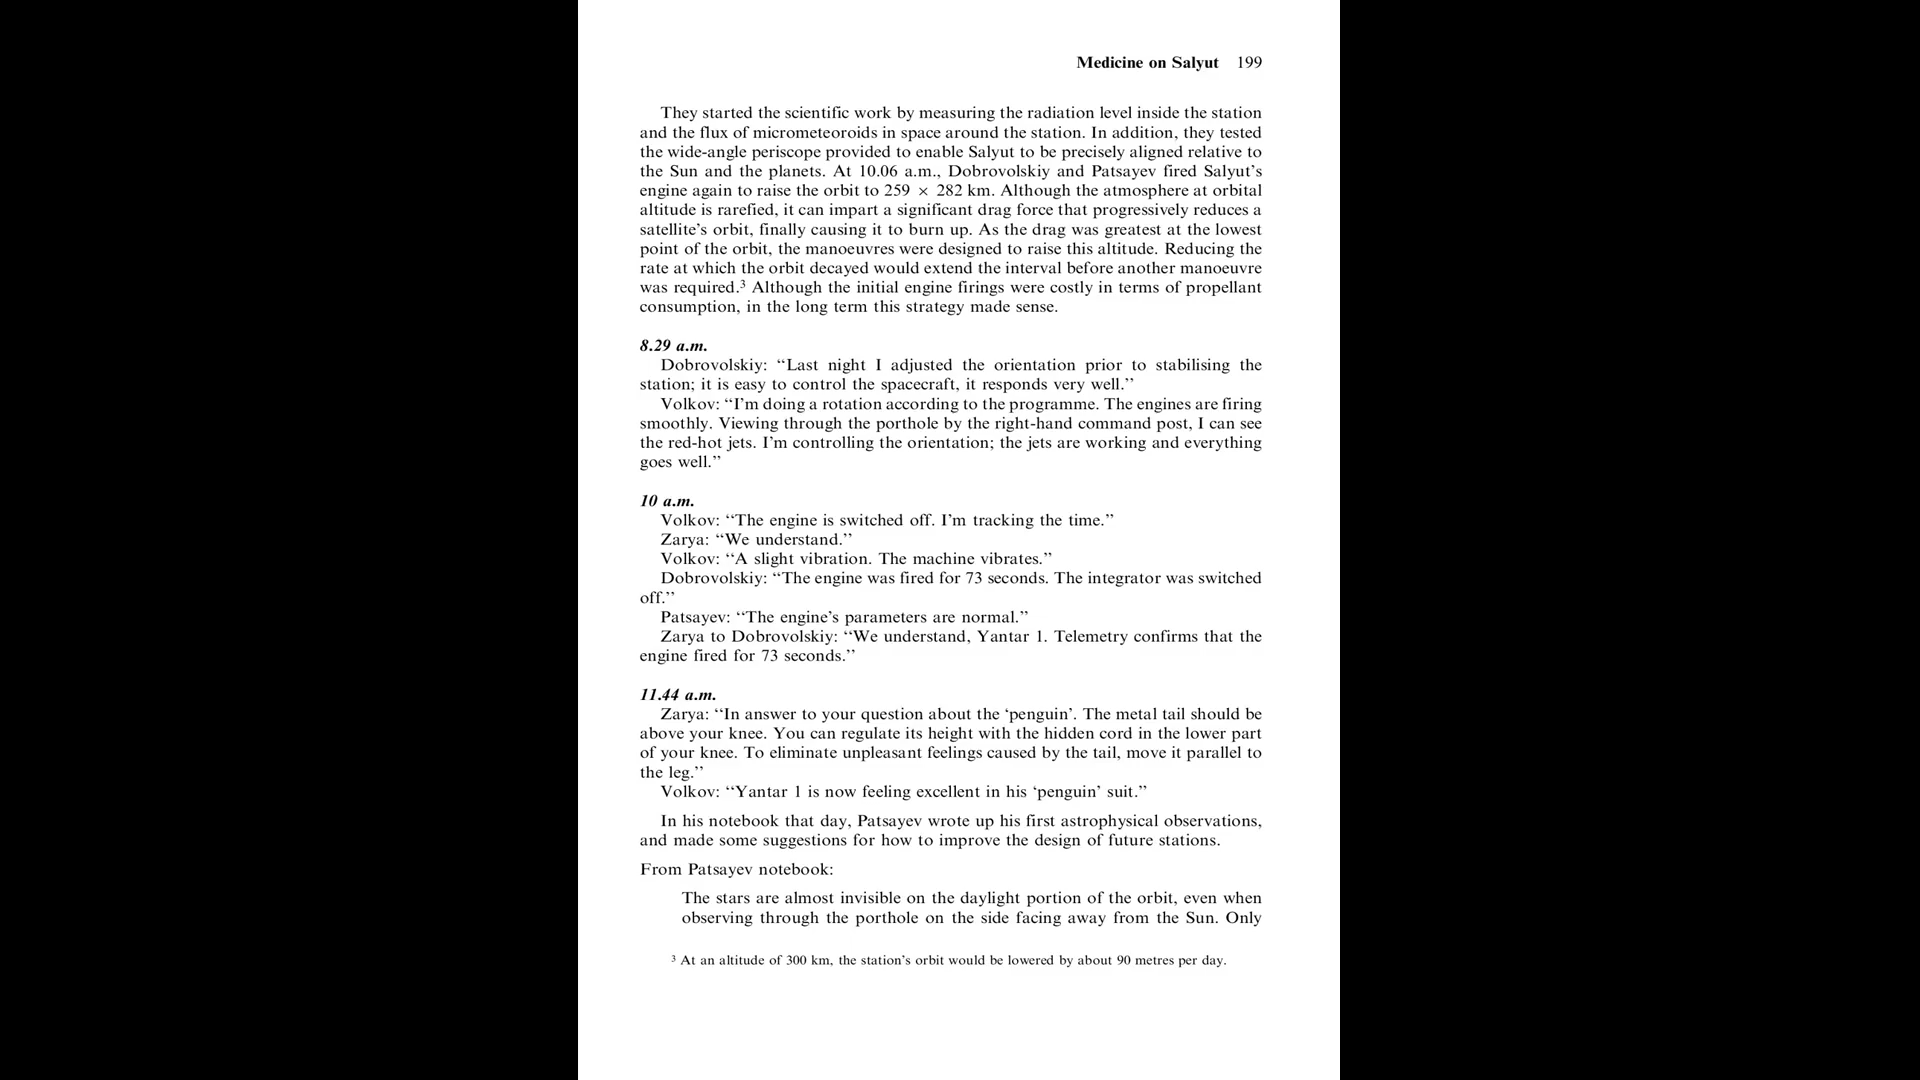 Medicine on Salyut 199
They started the scientific work by measuring the radiation level inside the station
and the flux of micrometeoroids in space around the station. In addition, they tested
the wide-angle periscope provided to enable Salyut to be precisely aligned relative to
the Sun and the planets. At 10.06 a.m., Dobrovolskiy and Patsayev fired Salyut's
engine again to raise the orbit to 259 × 282 km. Although the atmosphere at orbital
altitude is rarefied, it can impart a significant drag force that progressively reduces a
satellite's orbit, finally causing it to burn up. As the drag was greatest at the lowest
point of the orbit, the manoeuvres were designed to raise this altitude. Reducing the
rate at which the orbit decayed would extend the interval before another manoeuvre
was required.³ Although the initial engine firings were costly in terms of propellant
consumption, in the long term this strategy made sense.
8.29 a.m.
Dobrovolskiy: ‘‘Last night I adjusted the orientation prior to stabilising the
station; it is easy to control the spacecraft, it responds very well.’’
Volkov: ‘‘I'm doing a rotation according to the programme. The engines are firing
smoothly. Viewing through the porthole by the right-hand command post, I can see
the red-hot jets. I'm controlling the orientation; the jets are working and everything
goes well.’’
10 a.m.
Volkov: ‘‘The engine is switched off. I'm tracking the time.’’
Zarya: ‘‘We understand.’’
Volkov: ‘‘A slight vibration. The machine vibrates.’’
Dobrovolskiy: ‘‘The engine was fired for 73 seconds. The integrator was switched
off.’’
Patsayev: ‘‘The engine's parameters are normal.’’
Zarya to Dobrovolskiy: ‘‘We understand, Yantar 1. Telemetry confirms that the
engine fired for 73 seconds.’’
11.44 a.m.
Zarya: ‘‘In answer to your question about the ‘penguin’. The metal tail should be
above your knee. You can regulate its height with the hidden cord in the lower part
of your knee. To eliminate unpleasant feelings caused by the tail, move it parallel to
the leg.’’
Volkov: ‘‘Yantar 1 is now feeling excellent in his ‘penguin’ suit.’’
In his notebook that day, Patsayev wrote up his first astrophysical observations,
and made some suggestions for how to improve the design of future stations.
From Patsayev notebook:
The stars are almost invisible on the daylight portion of the orbit, even when
observing through the porthole on the side facing away from the Sun. Only
³ At an altitude of 300 km, the station's orbit would be lowered by about 90 metres per day.